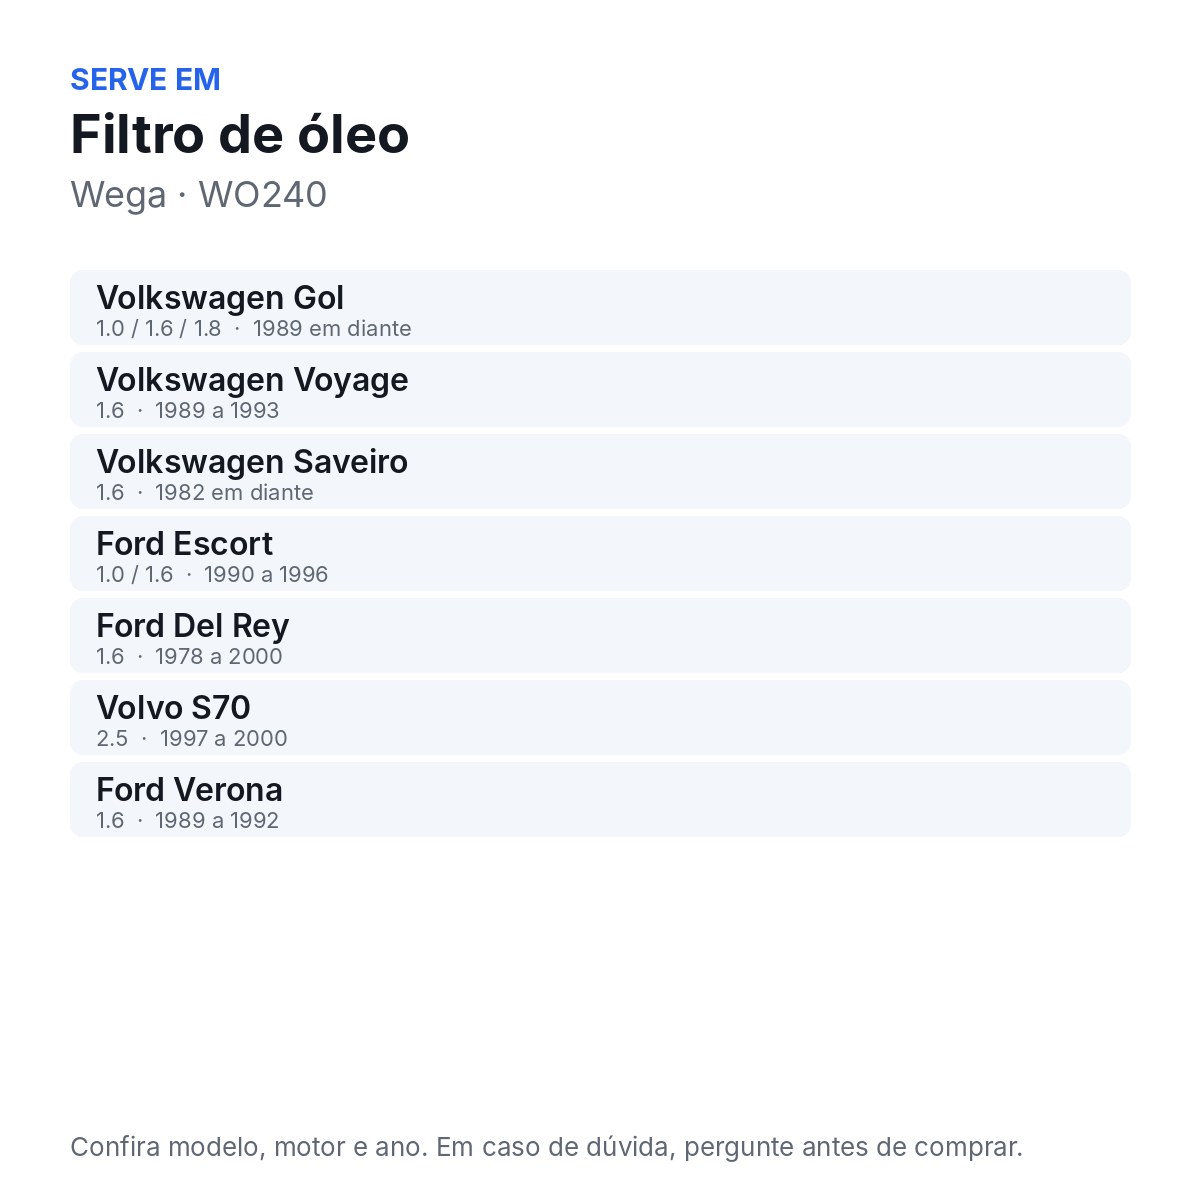 SERVE EM
Filtro de óleo
Wega · WO240
Volkswagen Gol
1.0 / 1.6 / 1.8 · 1989 em diante
Volkswagen Voyage
1.6 · 1989 a 1993
Volkswagen Saveiro
1.6 · 1982 em diante
Ford Escort
1.0 / 1.6 · 1990 a 1996
Ford Del Rey
1.6 · 1978 a 2000
Volvo S70
2.5 · 1997 a 2000
Ford Verona
1.6 · 1989 a 1992
Confira modelo, motor e ano. Em caso de dúvida, pergunte antes de comprar.